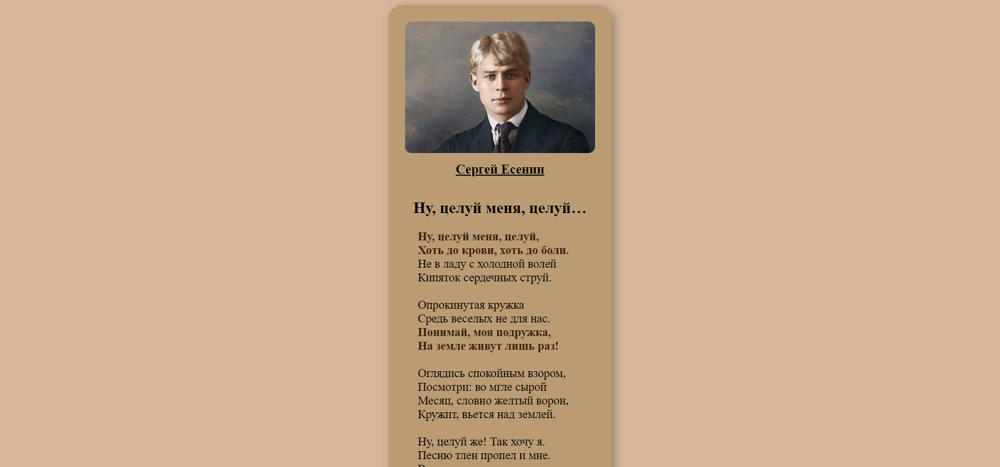 Сергей Есенин
Ну, целуй меня, целуй…
Ну, целуй меня, целуй,
Хоть до крови, хоть до боли.
Не в ладу с холодной волей
Кипяток сердечных струй.
Опрокинутая кружка
Средь веселых не для нас.
Понимай, моя подружка,
На земле живут лишь раз!
Оглядись спокойным взором,
Посмотри: во мгле сырой
Месяц, словно желтый ворон,
Кружит, вьется над землей.
Ну, целуй же! Так хочу я.
Песню тлен пропел и мне.